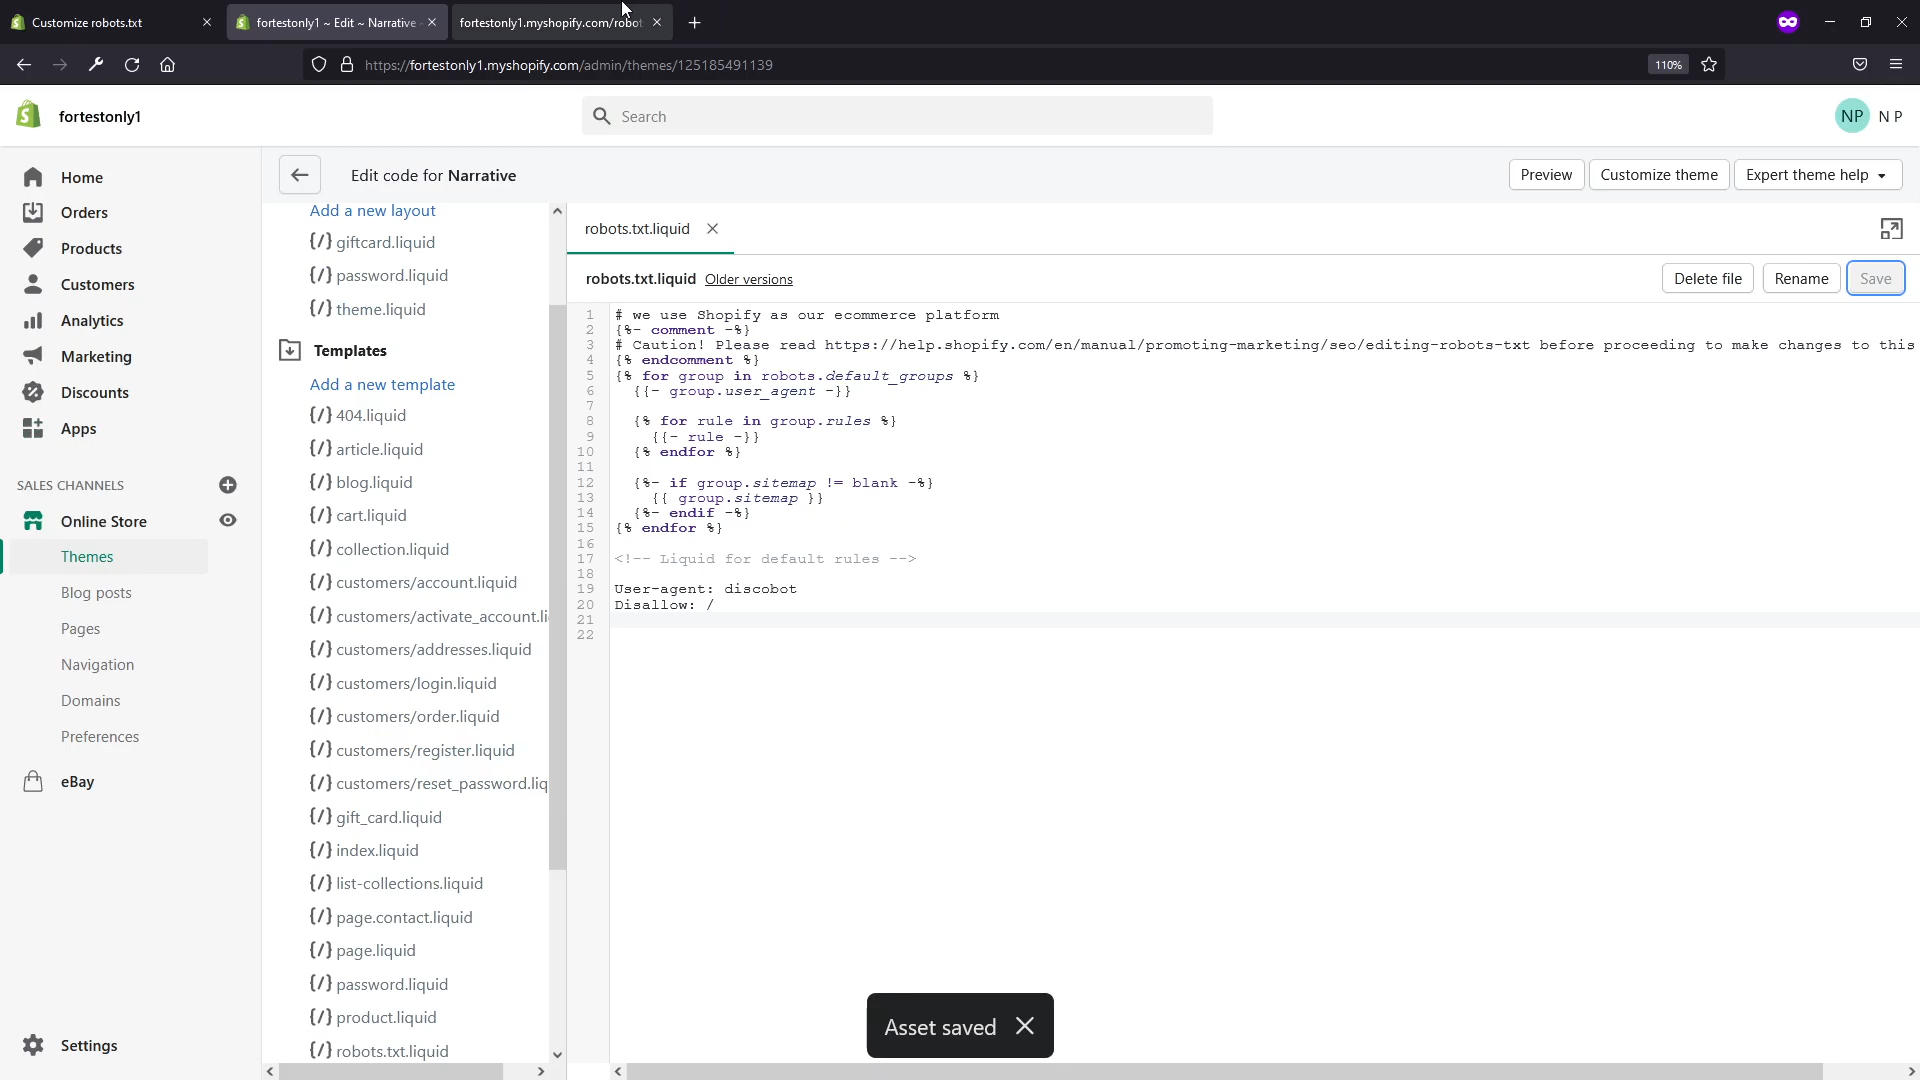 Customize robots.txt
fortestonly1 ~ Edit ~ Narrative
fortestonly1.myshopify.com/robot
https://fortestonly1.myshopify.com/admin/themes/125185491139
110%
fortestonly1
Search
NP
N P
Home
Orders
Products
Customers
Analytics
Marketing
Discounts
Apps
SALES CHANNELS
Online Store
Themes
Blog posts
Pages
Navigation
Domains
Preferences
eBay
Settings
Edit code for Narrative
Preview
Customize theme
Expert theme help
Add a new layout
{/} giftcard.liquid
{/} password.liquid
{/} theme.liquid
Templates
Add a new template
{/} 404.liquid
{/} article.liquid
{/} blog.liquid
{/} cart.liquid
{/} collection.liquid
{/} customers/account.liquid
{/} customers/activate_account.li
{/} customers/addresses.liquid
{/} customers/login.liquid
{/} customers/order.liquid
{/} customers/register.liquid
{/} customers/reset_password.liq
{/} gift_card.liquid
{/} index.liquid
{/} list-collections.liquid
{/} page.contact.liquid
{/} page.liquid
{/} password.liquid
{/} product.liquid
{/} robots.txt.liquid
robots.txt.liquid
robots.txt.liquid Older versions
Delete file
Rename
Save
1 # we use Shopify as our ecommerce platform
2 {%- comment -%}
3 # Caution! Please read https://help.shopify.com/en/manual/promoting-marketing/seo/editing-robots-txt before proceeding to make changes to this
4 {% endcomment %}
5 {% for group in robots.default_groups %}
6 {{- group.user_agent -}}
7
8 {% for rule in group.rules %}
9 {{- rule -}}
10 {% endfor %}
11
12 {%- if group.sitemap != blank -%}
13 {{ group.sitemap }}
14 {%- endif -%}
15 {% endfor %}
16
17 <!-- Liquid for default rules -->
18
19 User-agent: discobot
20 Disallow: /
21
22
Asset saved